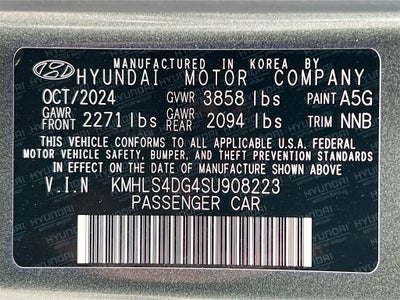 MANUFACTURED IN KOREA BY
HYUNDAI MOTOR COMPANY
OCT/2024 GVWR 3858 lbs PAINT A5G
GAWR FRONT 2271 lbs GAWR REAR 2094 lbs TRIM NNB
THIS VEHICLE CONFORMS TO ALL APPLICABLE U.S.A. FEDERAL
MOTOR VEHICLE SAFETY, BUMPER, AND THEFT PREVENTION STANDARDS
IN EFFECT ON THE DATE OF MANUFACTURE SHOWN ABOVE.
V.I.N KMHLS4DG4SU908223
PASSENGER CAR